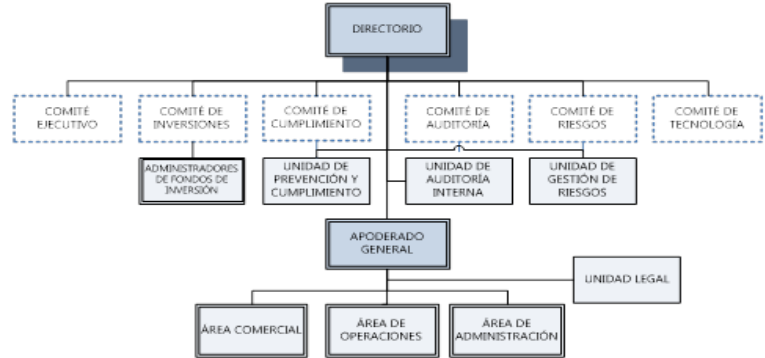 DIRECTORIO
COMITÉ
EJECUTIVO
COMITÉ DE
INVERSIONES
COMITÉ DE
CUMPLIMIENTO
COMITÉ DE
AUDITORÍA
COMITÉ DE
RIESGOS
COMITÉ DE
TECNOLOGÍA
ADMINISTRADORES
DE FONDOS DE
INVERSIÓN
UNIDAD DE
PREVENCIÓN Y
CUMPLIMIENTO
UNIDAD DE
AUDITORÍA
INTERNA
UNIDAD DE
GESTIÓN DE
RIESGOS
APODERADO
GENERAL
UNIDAD LEGAL
ÁREA COMERCIAL
ÁREA DE
OPERACIONES
ÁREA DE
ADMINISTRACIÓN